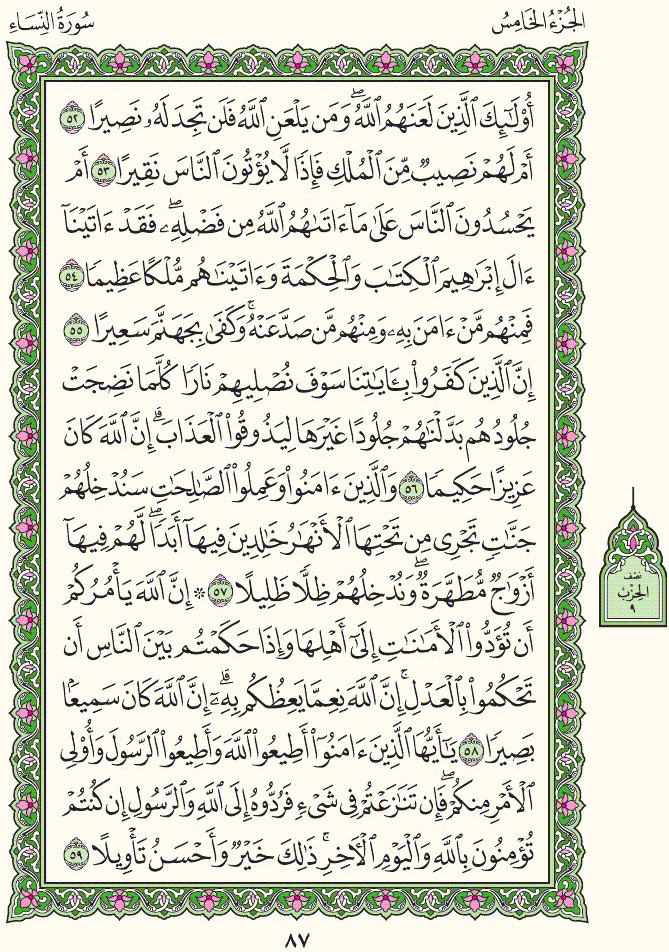 الجُزْءُ الخَامِسُ
سُورَةُ النِّسَاءِ
أُوْلَٰٓئِكَ ٱلَّذِينَ لَعَنَهُمُ ٱللَّهُۖ وَمَن يَلْعَنِ ٱللَّهُ فَلَن تَجِدَ لَهُۥ نَصِيرًا ٥٢
أَمْ لَهُمْ نَصِيبٌ مِّنَ ٱلْمُلْكِ فَإِذًا لَّا يُؤْتُونَ ٱلنَّاسَ نَقِيرًا ٥٣ أَمْ
يَحْسُدُونَ ٱلنَّاسَ عَلَىٰ مَآ ءَاتَىٰهُمُ ٱللَّهُ مِن فَضْلِهِۦۖ فَقَدْ ءَاتَيْنَآ
ءَالَ إِبْرَٰهِيمَ ٱلْكِتَٰبَ وَٱلْحِكْمَةَ وَءَاتَيْنَٰهُم مُّلْكًا عَظِيمًا ٥٤
فَمِنْهُم مَّنْ ءَامَنَ بِهِۦ وَمِنْهُم مَّن صَدَّ عَنْهُۚ وَكَفَىٰ بِجَهَنَّمَ سَعِيرًا ٥٥
إِنَّ ٱلَّذِينَ كَفَرُوا۟ بِـَٔايَٰتِنَا سَوْفَ نُصْلِيهِمْ نَارًا كُلَّمَا نَضِجَتْ
جُلُودُهُم بَدَّلْنَٰهُمْ جُلُودًا غَيْرَهَا لِيَذُوقُوا۟ ٱلْعَذَابَۗ إِنَّ ٱللَّهَ كَانَ
عَزِيزًا حَكِيمًا ٥٦ وَٱلَّذِينَ ءَامَنُوا۟ وَعَمِلُوا۟ ٱلصَّٰلِحَٰتِ سَنُدْخِلُهُمْ
جَنَّٰتٍ تَجْرِى مِن تَحْتِهَا ٱلْأَنْهَٰرُ خَٰلِدِينَ فِيهَآ أَبَدًاۖ لَّهُمْ فِيهَآ
أَزْوَٰجٌ مُّطَهَّرَةٌۖ وَنُدْخِلُهُمْ ظِلًّا ظَلِيلًا ٥٧ ۞ إِنَّ ٱللَّهَ يَأْمُرُكُمْ
أَن تُؤَدُّوا۟ ٱلْأَمَٰنَٰتِ إِلَىٰٓ أَهْلِهَا وَإِذَا حَكَمْتُم بَيْنَ ٱلنَّاسِ أَن
تَحْكُمُوا۟ بِٱلْعَدْلِۚ إِنَّ ٱللَّهَ نِعِمَّا يَعِظُكُم بِهِۦٓۗ إِنَّ ٱللَّهَ كَانَ سَمِيعًۢا
بَصِيرًا ٥٨ يَٰٓأَيُّهَا ٱلَّذِينَ ءَامَنُوٓا۟ أَطِيعُوا۟ ٱللَّهَ وَأَطِيعُوا۟ ٱلرَّسُولَ وَأُو۟لِى
ٱلْأَمْرِ مِنكُمْۖ فَإِن تَنَٰزَعْتُمْ فِى شَىْءٍ فَرُدُّوهُ إِلَى ٱللَّهِ وَٱلرَّسُولِ إِن كُنتُمْ
تُؤْمِنُونَ بِٱللَّهِ وَٱلْيَوْمِ ٱلْأَخِرِۚ ذَٰلِكَ خَيْرٌ وَأَحْسَنُ تَأْوِيلًا ٥٩
نصف
الحزب
٩
٨٧